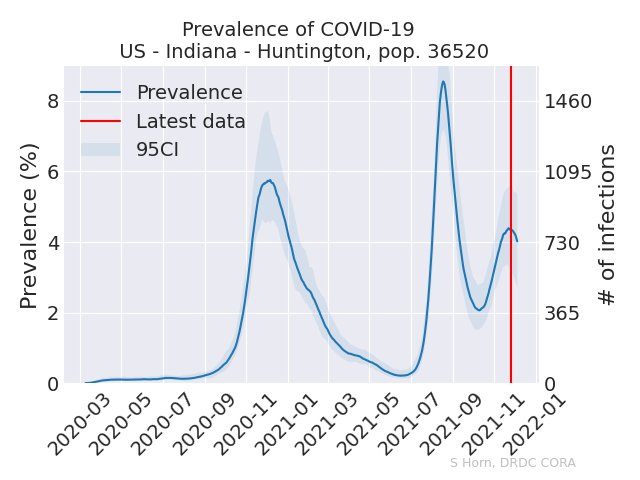 Prevalence of COVID-19
US - Indiana - Huntington, pop. 36520
Prevalence
Latest data
95CI
Prevalence (%)
8
6
4
2
0
# of infections
1460
1095
730
365
0
2020-03
2020-05
2020-07
2020-09
2020-11
2021-01
2021-03
2021-05
2021-07
2021-09
2021-11
2022-01
S Horn, DRDC CORA